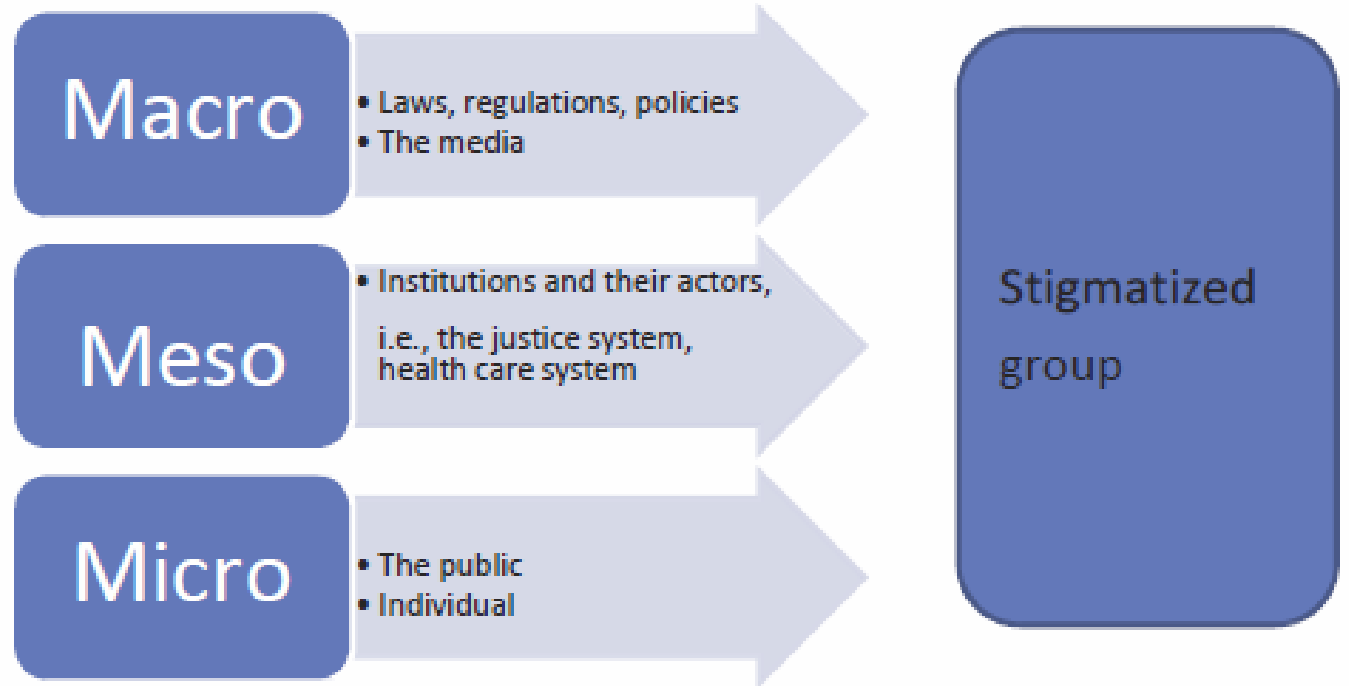 Macro
• Laws, regulations, policies
• The media
Meso
• Institutions and their actors,
i.e., the justice system,
health care system
Micro
• The public
• Individual
Stigmatized
group